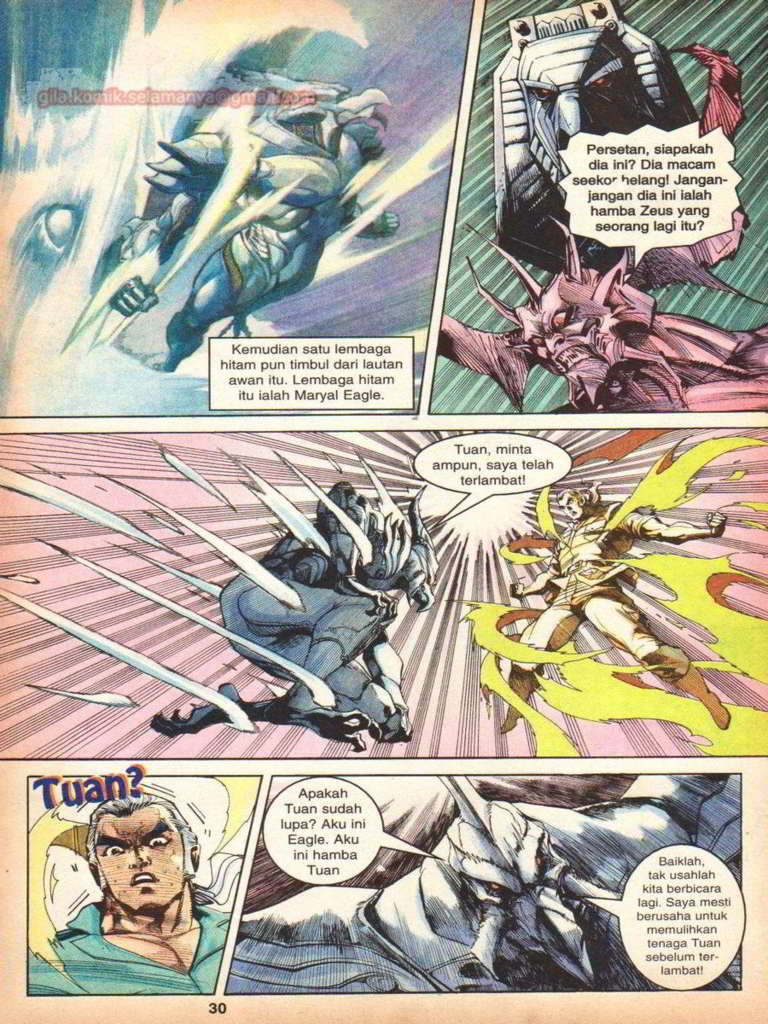 gila.komik.selamanya@gmail.com
Kemudian satu lembaga
hitam pun timbul dari lautan
awan itu. Lembaga hitam
itu ialah Maryal Eagle.
Persetan, siapakah
dia ini? Dia macam
seekor helang! Jangan-
jangan dia ini ialah
hamba Zeus yang
seorang lagi itu?
Tuan, minta
ampun, saya telah
terlambat!
Tuan?
Apakah
Tuan sudah
lupa? Aku ini
Eagle. Aku
ini hamba
Tuan
Baiklah,
tak usahlah
kita berbicara
lagi. Saya mesti
berusaha untuk
memulihkan
tenaga Tuan
sebelum ter-
lambat!
30